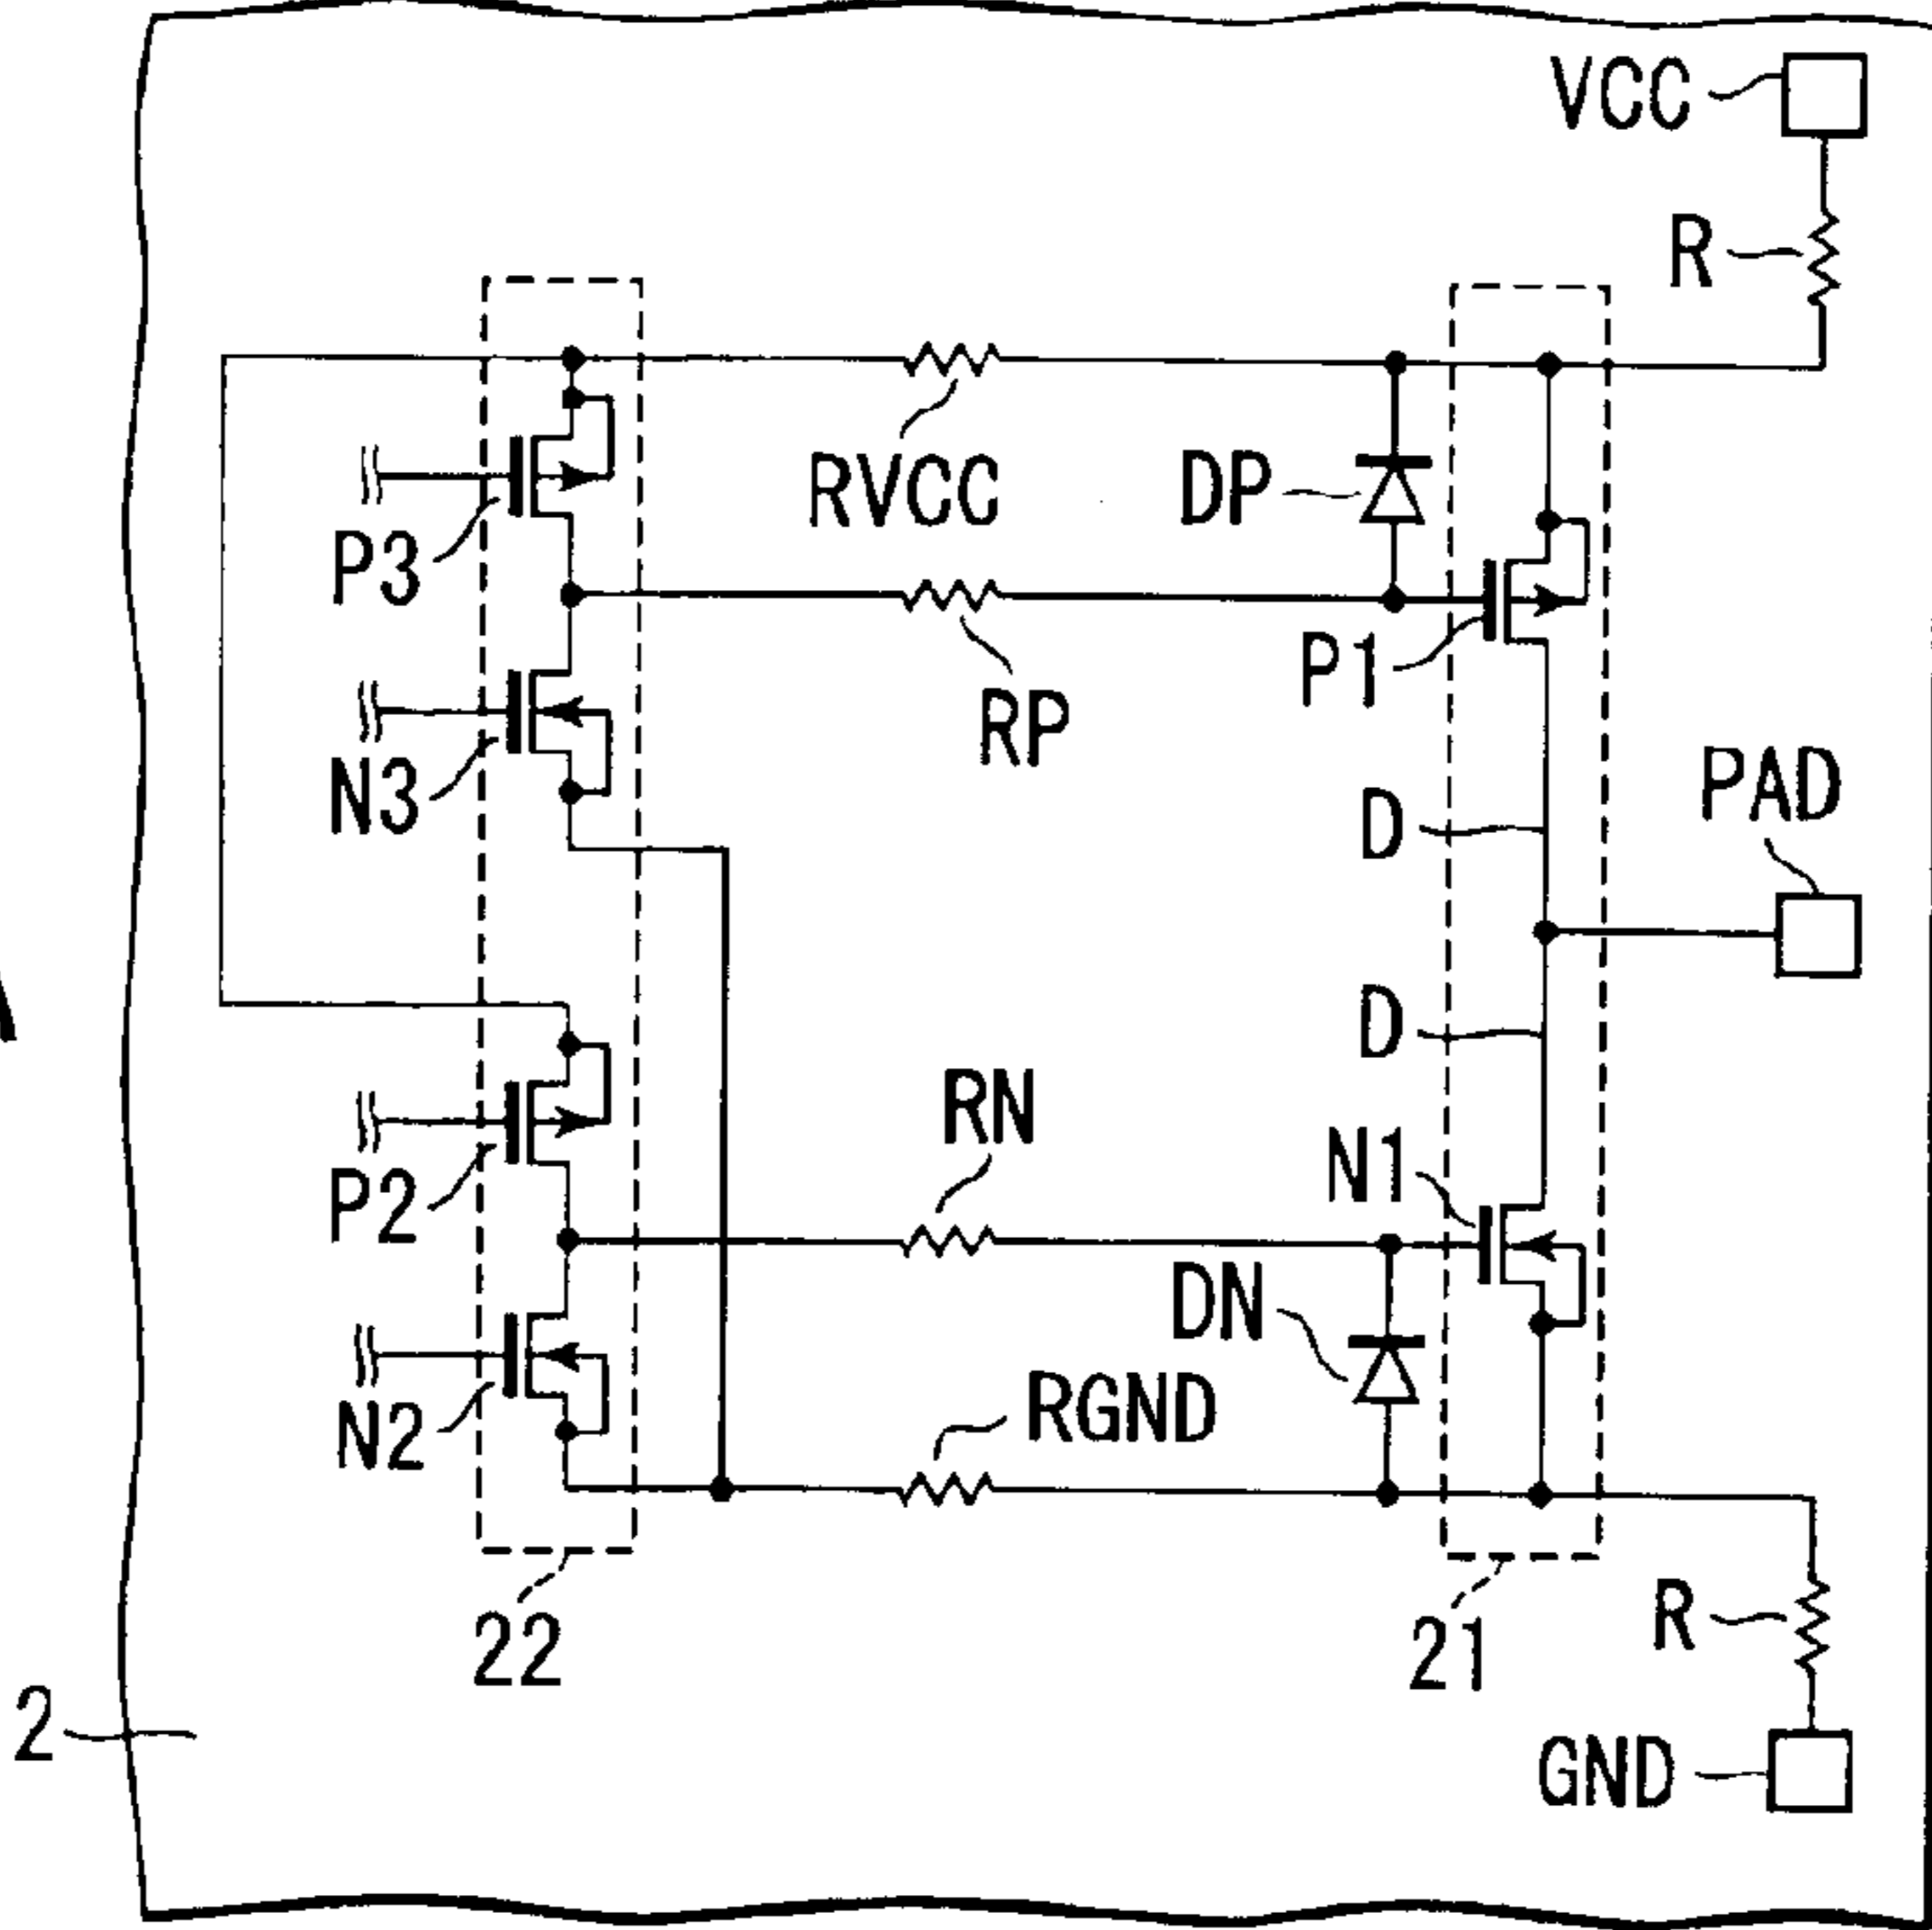 VCC
R
RVCC
DP
P3
P1
RP
N3
D
PAD
D
RN
N1
P2
DN
RGND
N2
22
21
R
2
GND